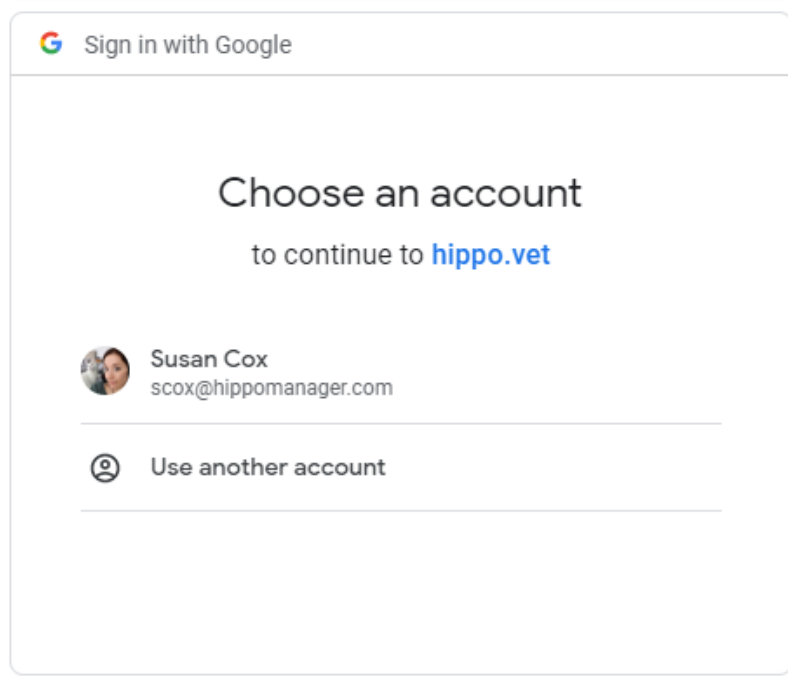 Sign in with Google
Choose an account
to continue to hippo.vet
Susan Cox
scox@hippomanager.com
Use another account